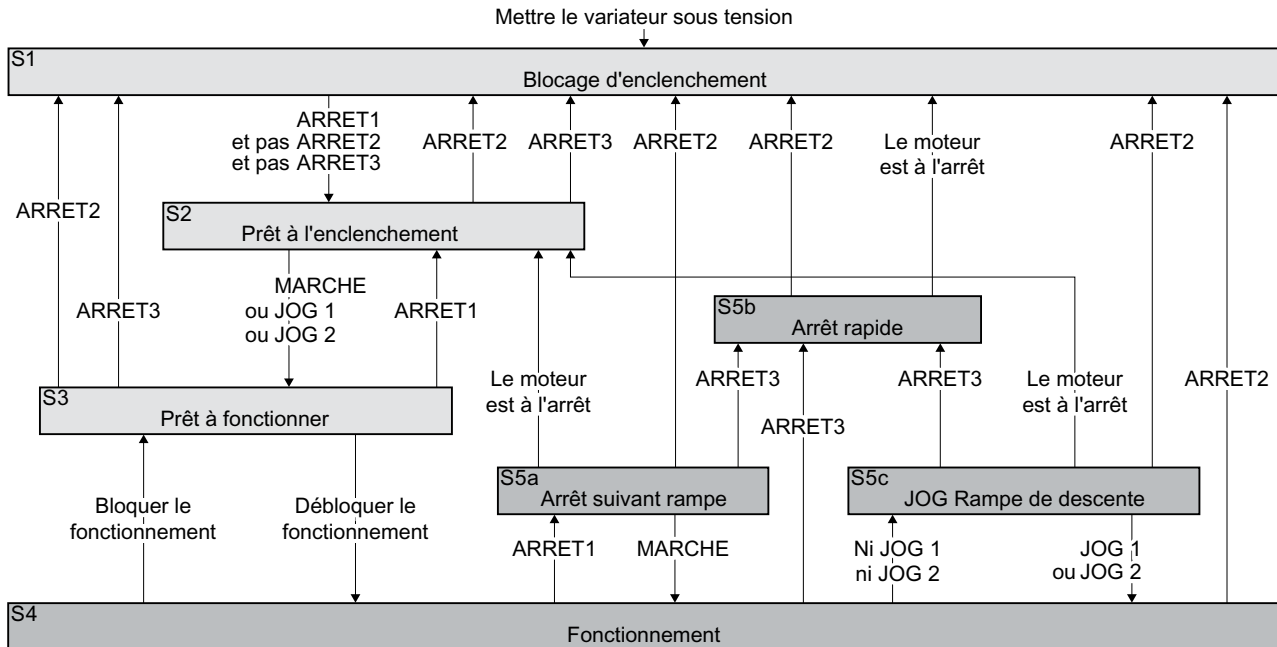 Mettre le variateur sous tension
S1
Blocage d'enclenchement
ARRET1
et pas ARRET2
et pas ARRET3
ARRET2
ARRET3
ARRET2
ARRET2
Le moteur
est à l'arrêt
ARRET2
ARRET2
S2
Prêt à l'enclenchement
MARCHE
ou JOG 1
ou JOG 2
ARRET3
ARRET1
S5b
Arrêt rapide
Le moteur
est à l'arrêt
ARRET3
ARRET3
Le moteur
est à l'arrêt
ARRET2
S3
Prêt à fonctionner
ARRET3
S5a
Arrêt suivant rampe
S5c
JOG Rampe de descente
Bloquer le
fonctionnement
Débloquer le
fonctionnement
ARRET1
MARCHE
Ni JOG 1
ni JOG 2
JOG 1
ou JOG 2
S4
Fonctionnement